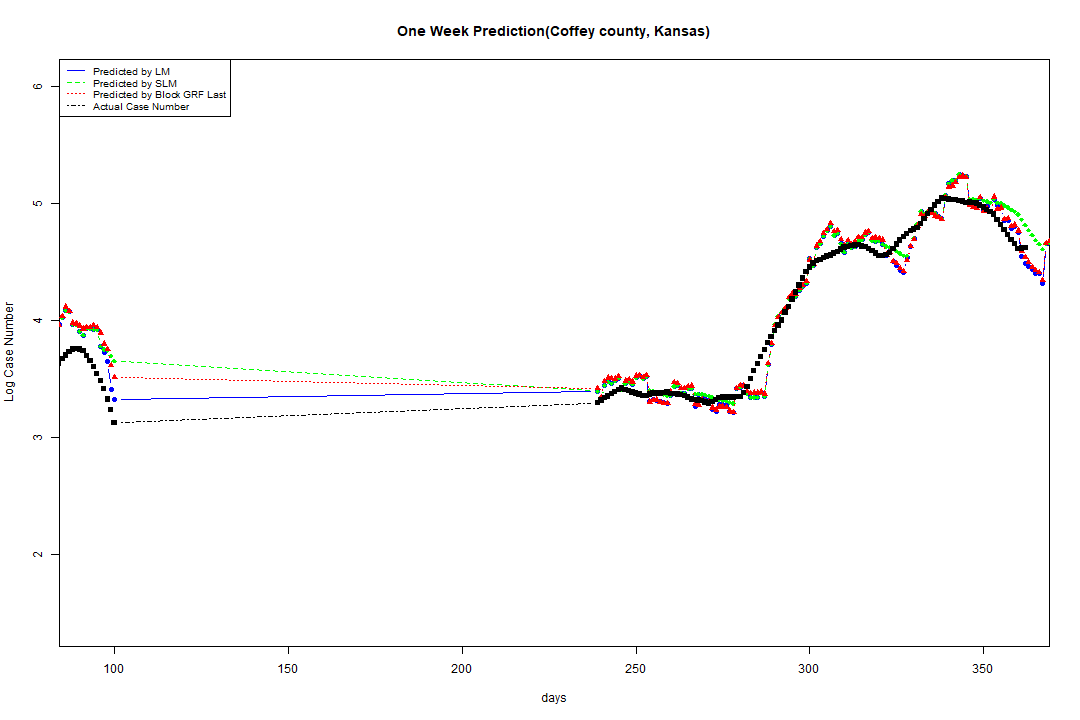 One Week Prediction(Coffey county, Kansas)
Predicted by LM
Predicted by SLM
Predicted by Block GRF Last
Actual Case Number
6
5
4
3
2
Log Case Number
100 150 200 250 300 350
days